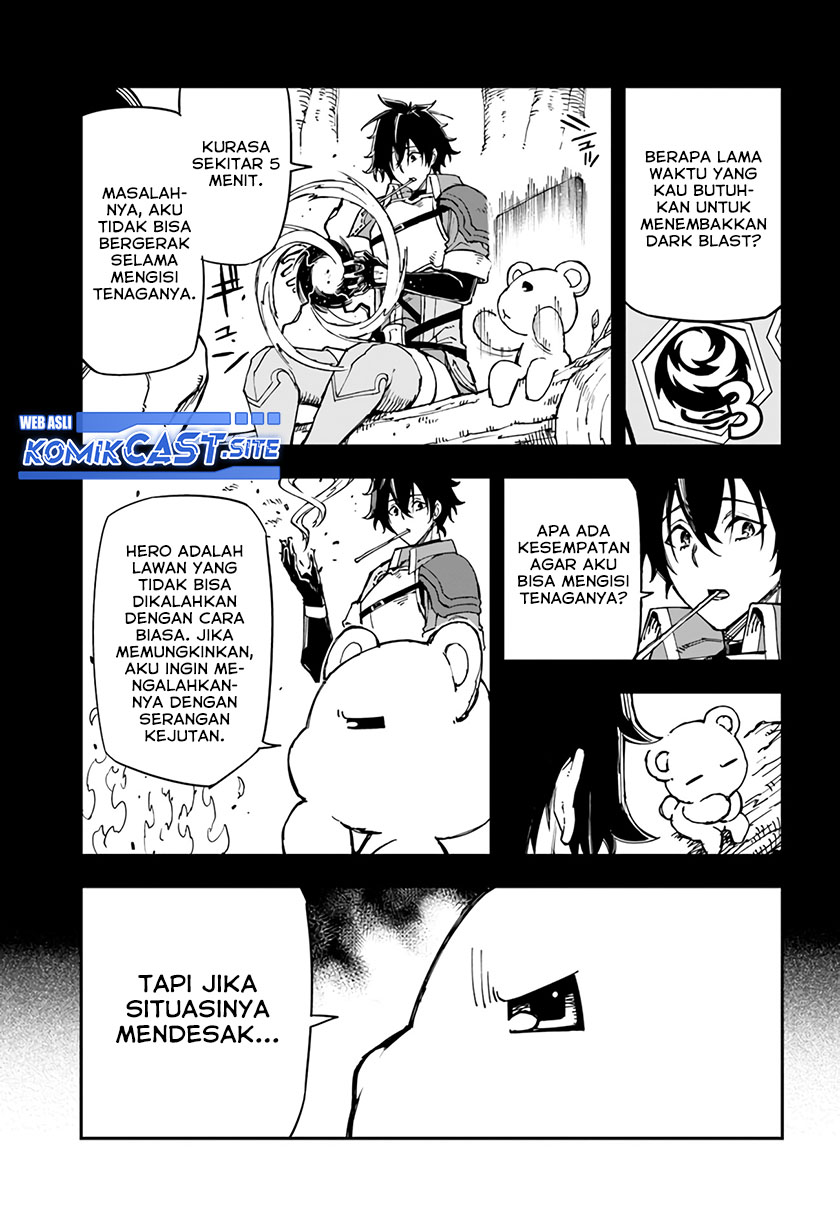 BERAPA LAMA
WAKTU YANG
KAU BUTUH-
KAN UNTUK
MENEMBAKKAN
DARK BLAST?
3
KURASA
SEKITAR 5
MENIT.
MASALAH-
NYA, AKU
TIDAK BISA
BERGERAK
SELAMA
MENGISI
TENAGANYA.
WEB ASLI
KOMIKCAST.SITE
APA ADA
KESEMPATAN
AGAR AKU
BISA MENGISI
TENAGANYA?
HERO ADALAH
LAWAN YANG
TIDAK BISA
DIKALAHKAN
DENGAN CARA
BIASA. JIKA
MEMUNGKINKAN,
AKU INGIN ME-
NGALAHKAN-
NYA DENGAN
SERANGAN
KEJUTAN.
TAPI JIKA
SITUASINYA
MENDESAK...